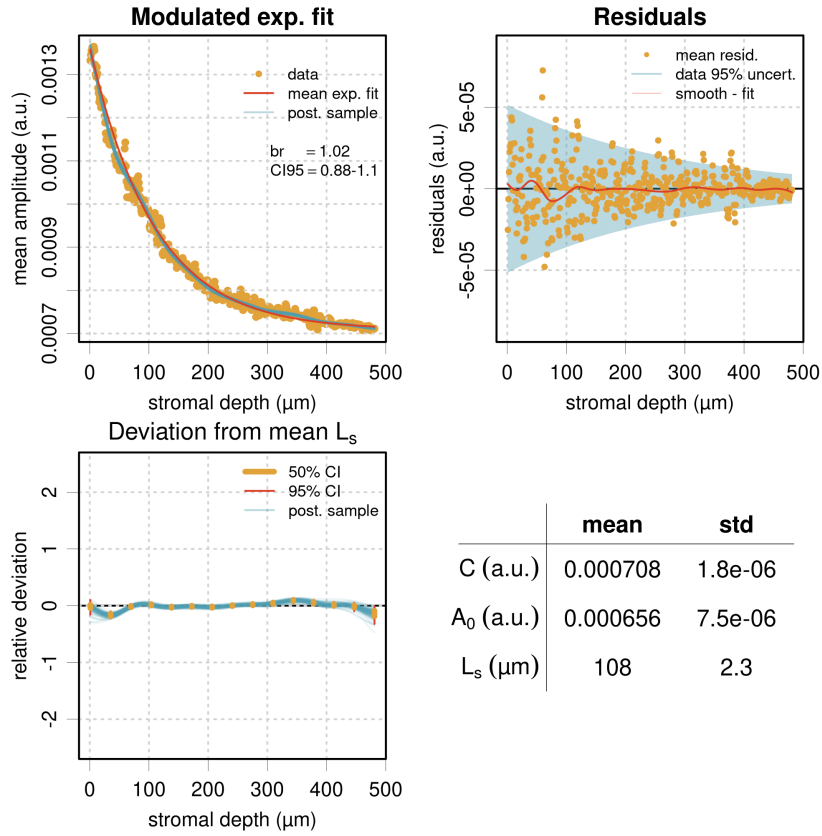 Modulated exp. fit
mean amplitude (a.u.)
0.0013
0.0011
0.0009
0.0007
data
mean exp. fit
post. sample
br = 1.02
CI95 = 0.88-1.1
0 100 200 300 400 500
stromal depth (µm)
Residuals
residuals (a.u.)
5e-05
0e+00
-5e-05
mean resid.
data 95% uncert.
smooth - fit
0 100 200 300 400 500
stromal depth (µm)
Deviation from mean Ls
relative deviation
2
1
0
-1
-2
50% CI
95% CI
post. sample
0 100 200 300 400 500
stromal depth (µm)
mean std
C (a.u.) 0.000708 1.8e-06
A0 (a.u.) 0.000656 7.5e-06
Ls (µm) 108 2.3